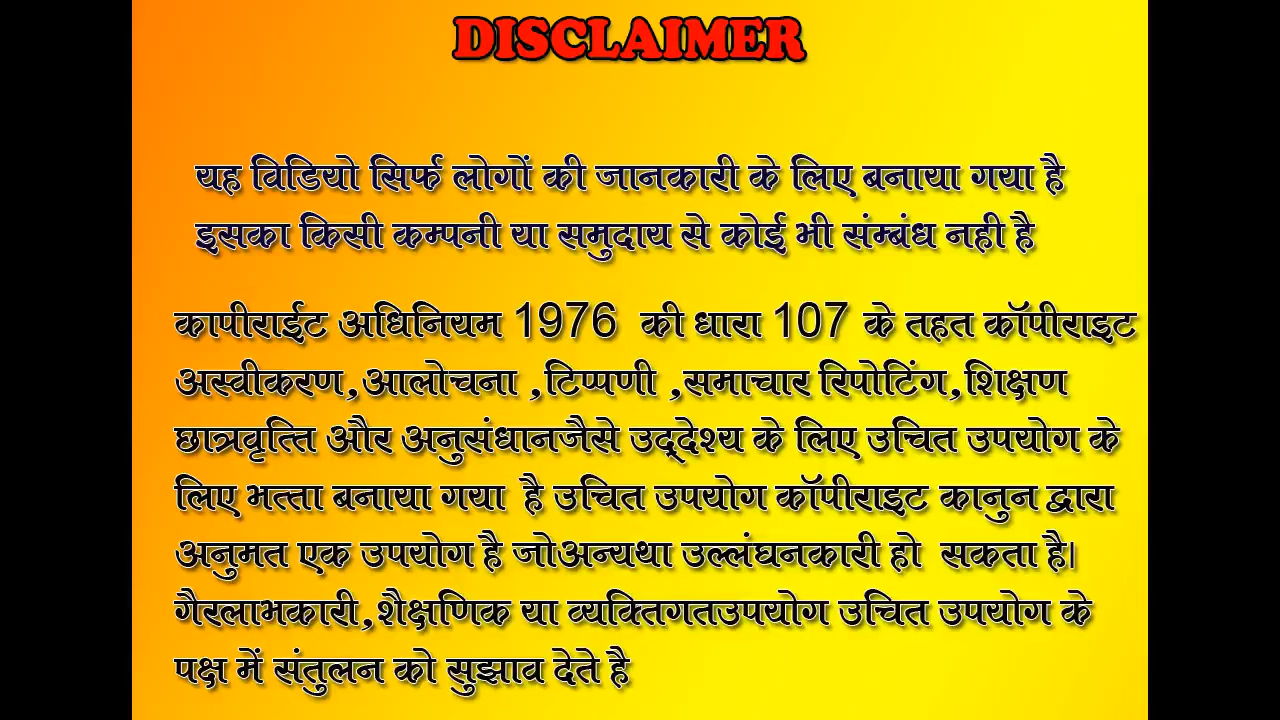 DISCLAIMER
यह विडियो सिर्फ लोगों की जानकारी के लिए बनाया गया है
इसका किसी कम्पनी या समुदाय से कोई भी संम्बंध नही है
कापीराईट अधिनियम 1976 की धारा 107 के तहत कॉपीराइट
अस्वीकरण,आलोचना ,टिप्पणी ,समाचार रिपोटिंग,शिक्षण
छात्रवृत्ति और अनुसंधानजैसे उद्देश्य के लिए उचित उपयोग के
लिए भत्ता बनाया गया है उचित उपयोग कॉपीराइट कानुन द्वारा
अनुमत एक उपयोग है जोअन्यथा उल्लंघनकारी हो सकता है।
गैरलाभकारी,शैक्षणिक या व्यक्तिगतउपयोग उचित उपयोग के
पक्ष में संतुलन को सुझाव देते है